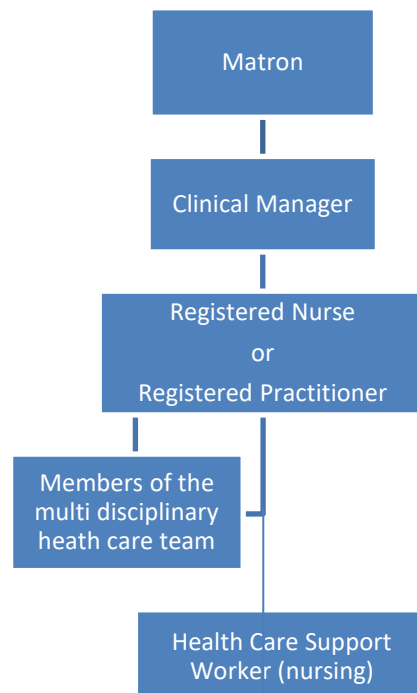 Matron
Clinical Manager
Registered Nurse
or
Registered Practitioner
Members of the
multi disciplinary
heath care team
Health Care Support
Worker (nursing)